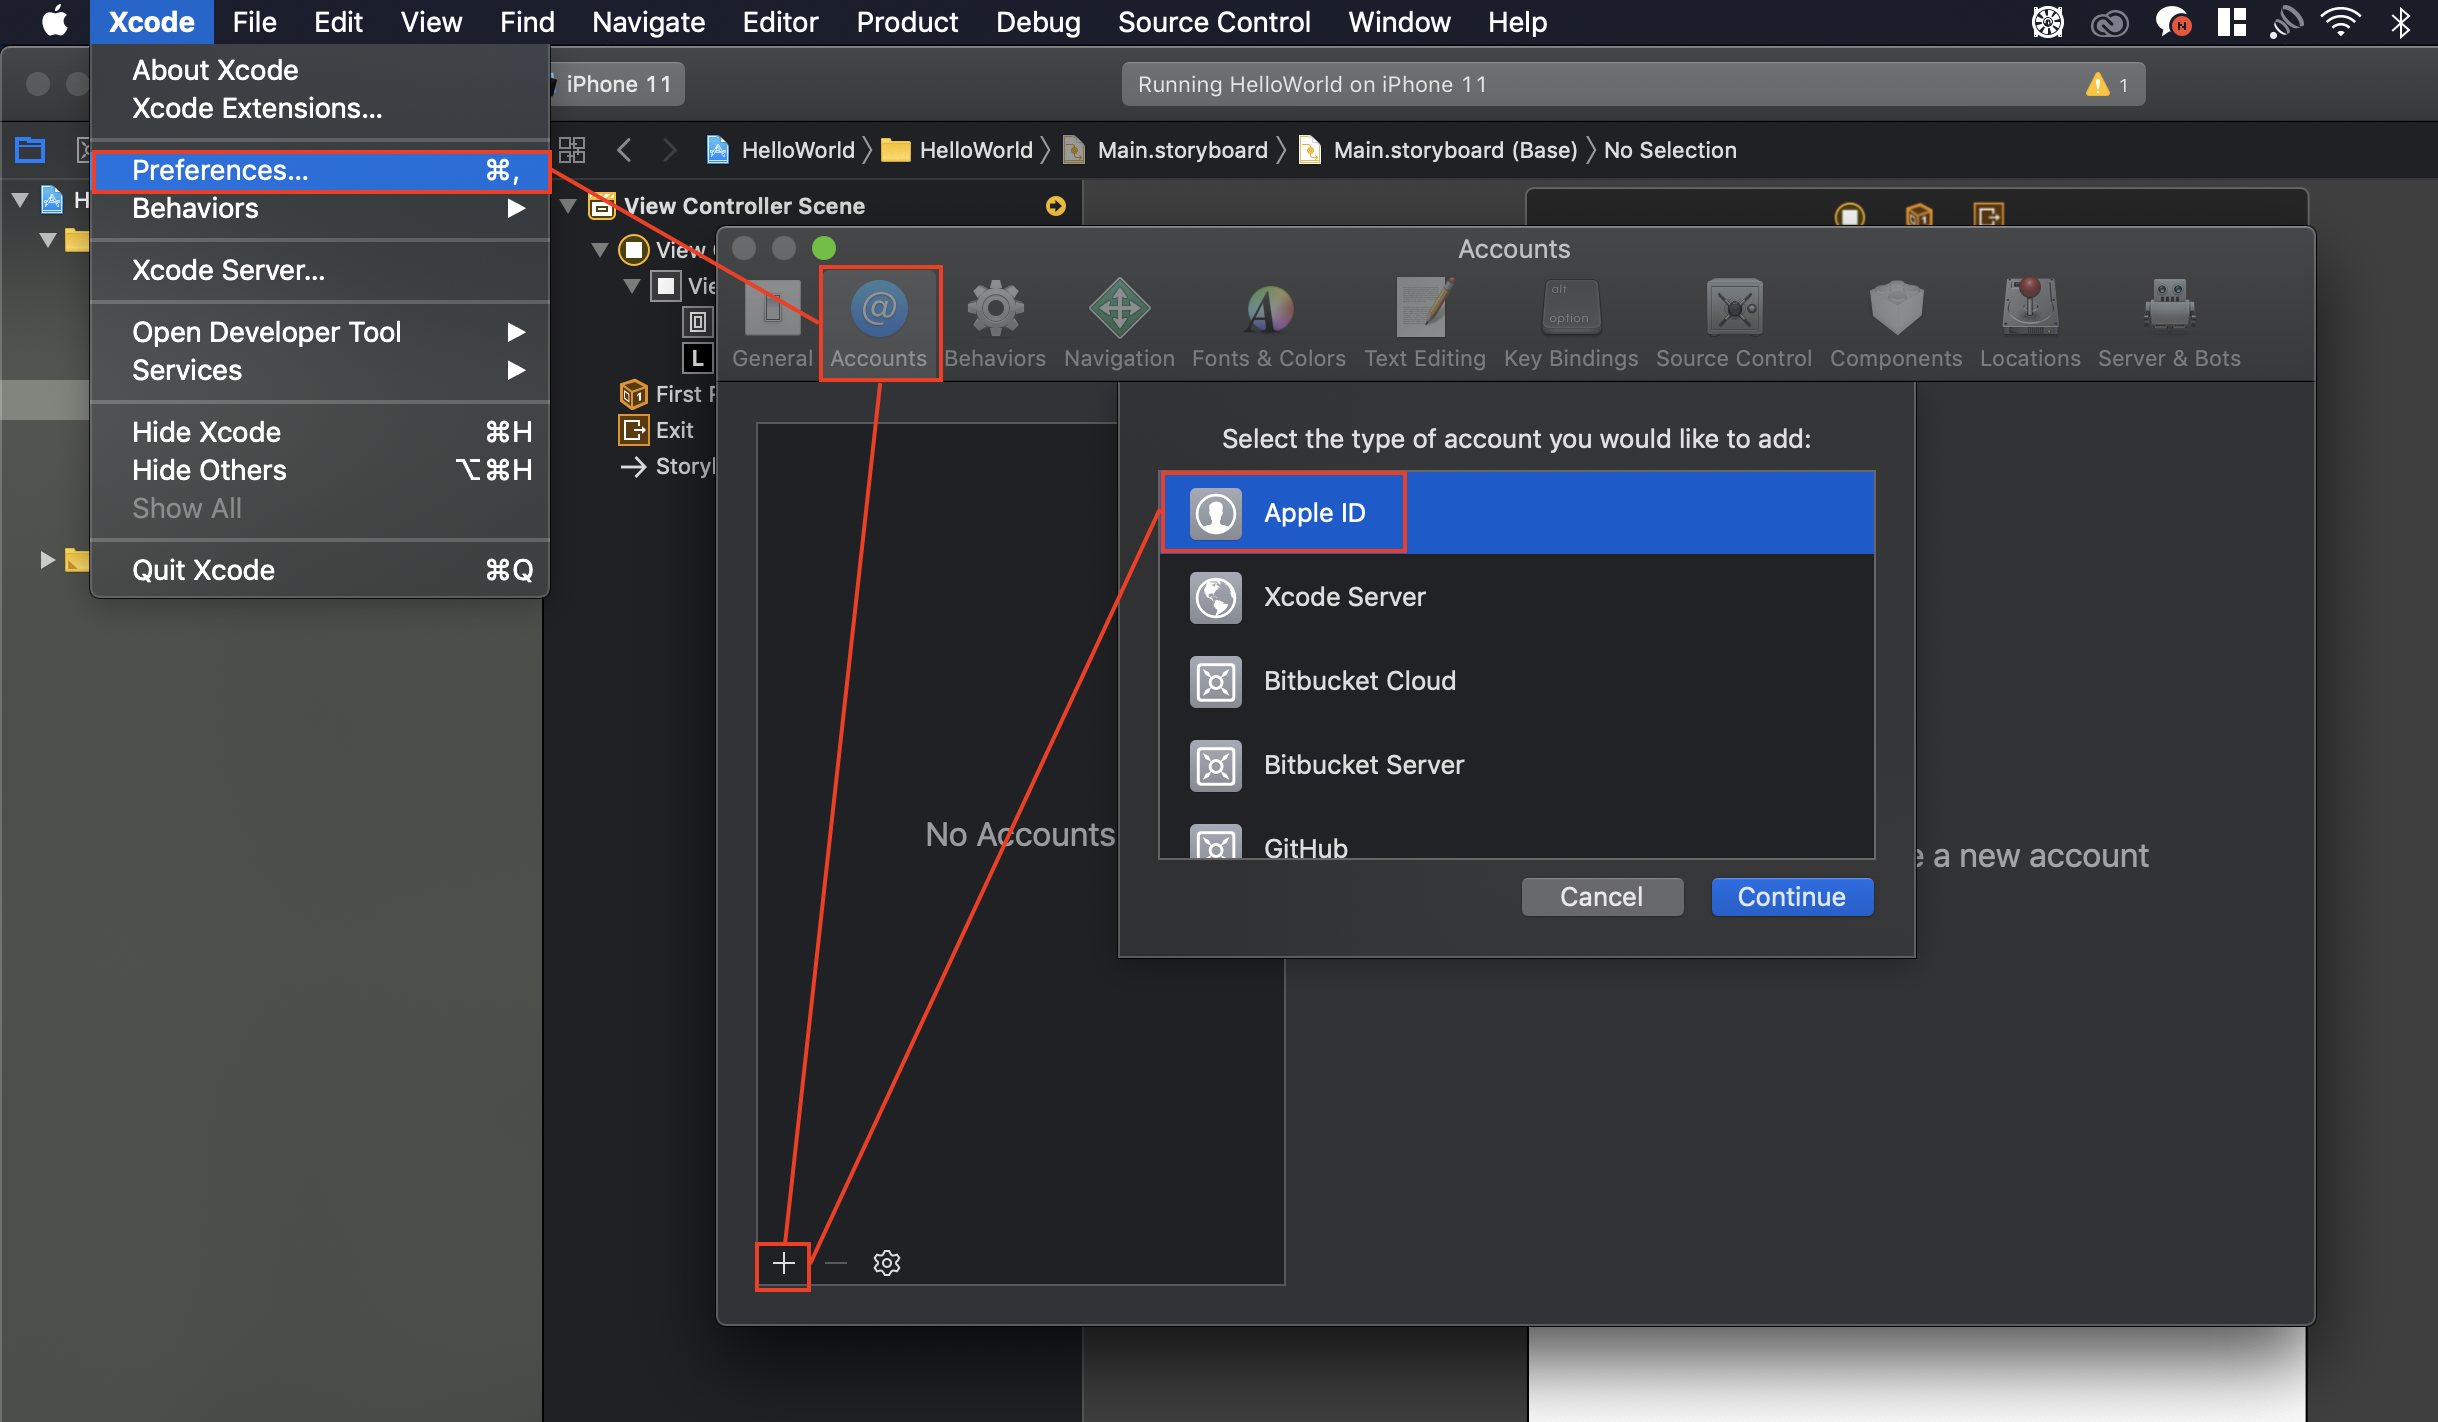 Xcode File Edit View Find Navigate Editor Product Debug Source Control Window Help
About Xcode
Xcode Extensions...
Preferences... ⌘,
Behaviors
Xcode Server...
Open Developer Tool
Services
Hide Xcode ⌘H
Hide Others ⌥⌘H
Show All
Quit Xcode ⌘Q
iPhone 11
Running HelloWorld on iPhone 11
1
HelloWorld
HelloWorld
Main.storyboard
Main.storyboard (Base)
No Selection
H
View Controller Scene
View
Vie
L
First
Exit
Storyl
Accounts
General
Accounts
Behaviors
Navigation
Fonts & Colors
Text Editing
alt
option
Key Bindings
Source Control
Components
Locations
Server & Bots
Select the type of account you would like to add:
Apple ID
Xcode Server
Bitbucket Cloud
Bitbucket Server
GitHub
Cancel
Continue
No Accounts
a new account